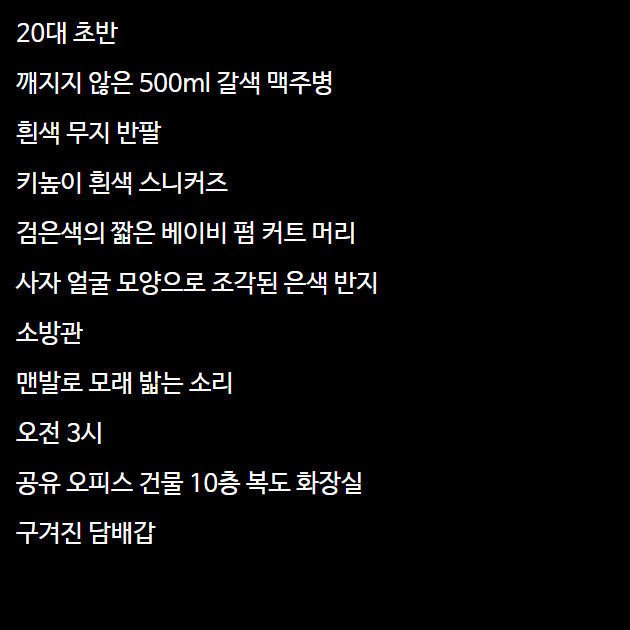 20대 초반
깨지지 않은 500ml 갈색 맥주병
흰색 무지 반팔
키높이 흰색 스니커즈
검은색의 짧은 베이비 펌 커트 머리
사자 얼굴 모양으로 조각된 은색 반지
소방관
맨발로 모래 밟는 소리
오전 3시
공유 오피스 건물 10층 복도 화장실
구겨진 담배갑